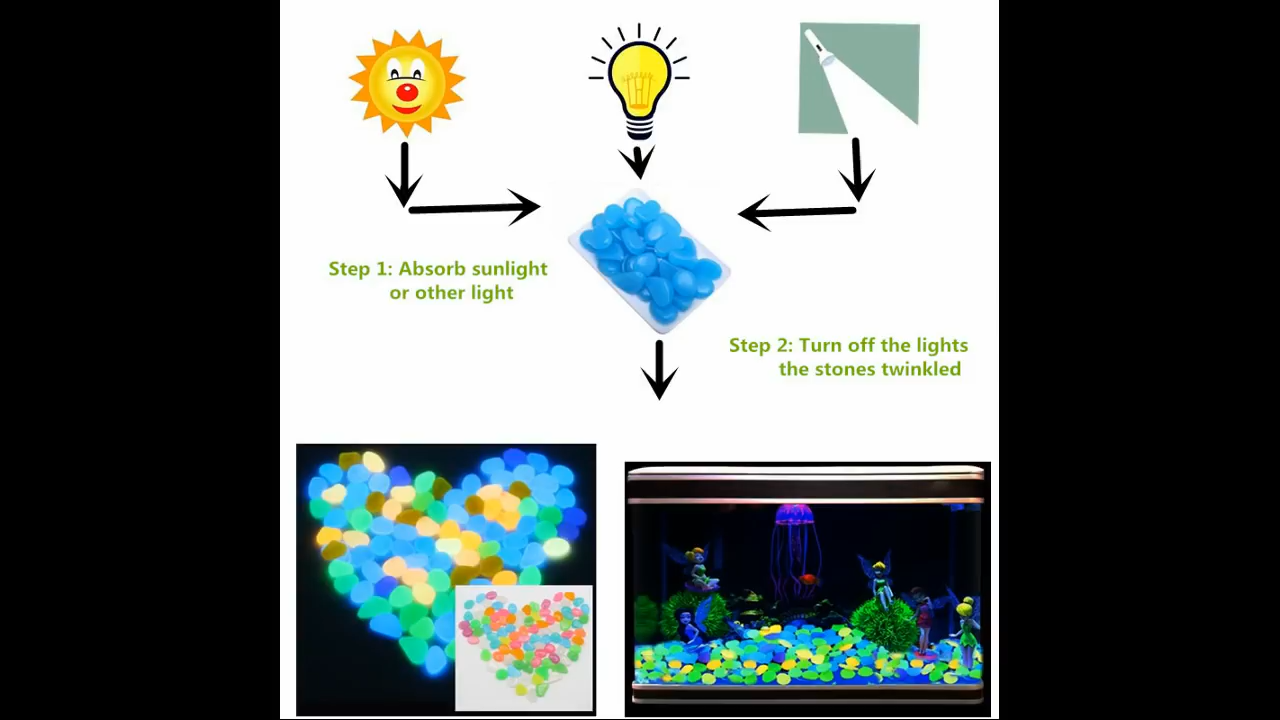 Step 1: Absorb sunlight
or other light
Step 2: Turn off the lights
the stones twinkled